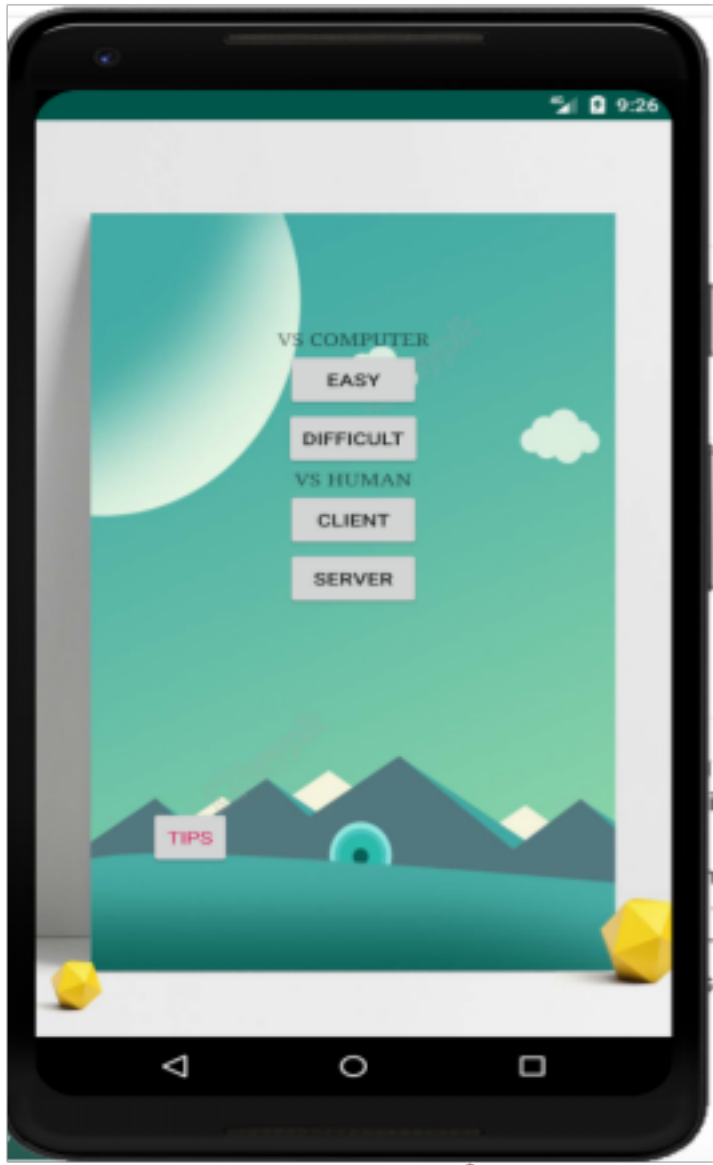 9:26
VS COMPUTER
EASY
DIFFICULT
VS HUMAN
CLIENT
SERVER
TIPS